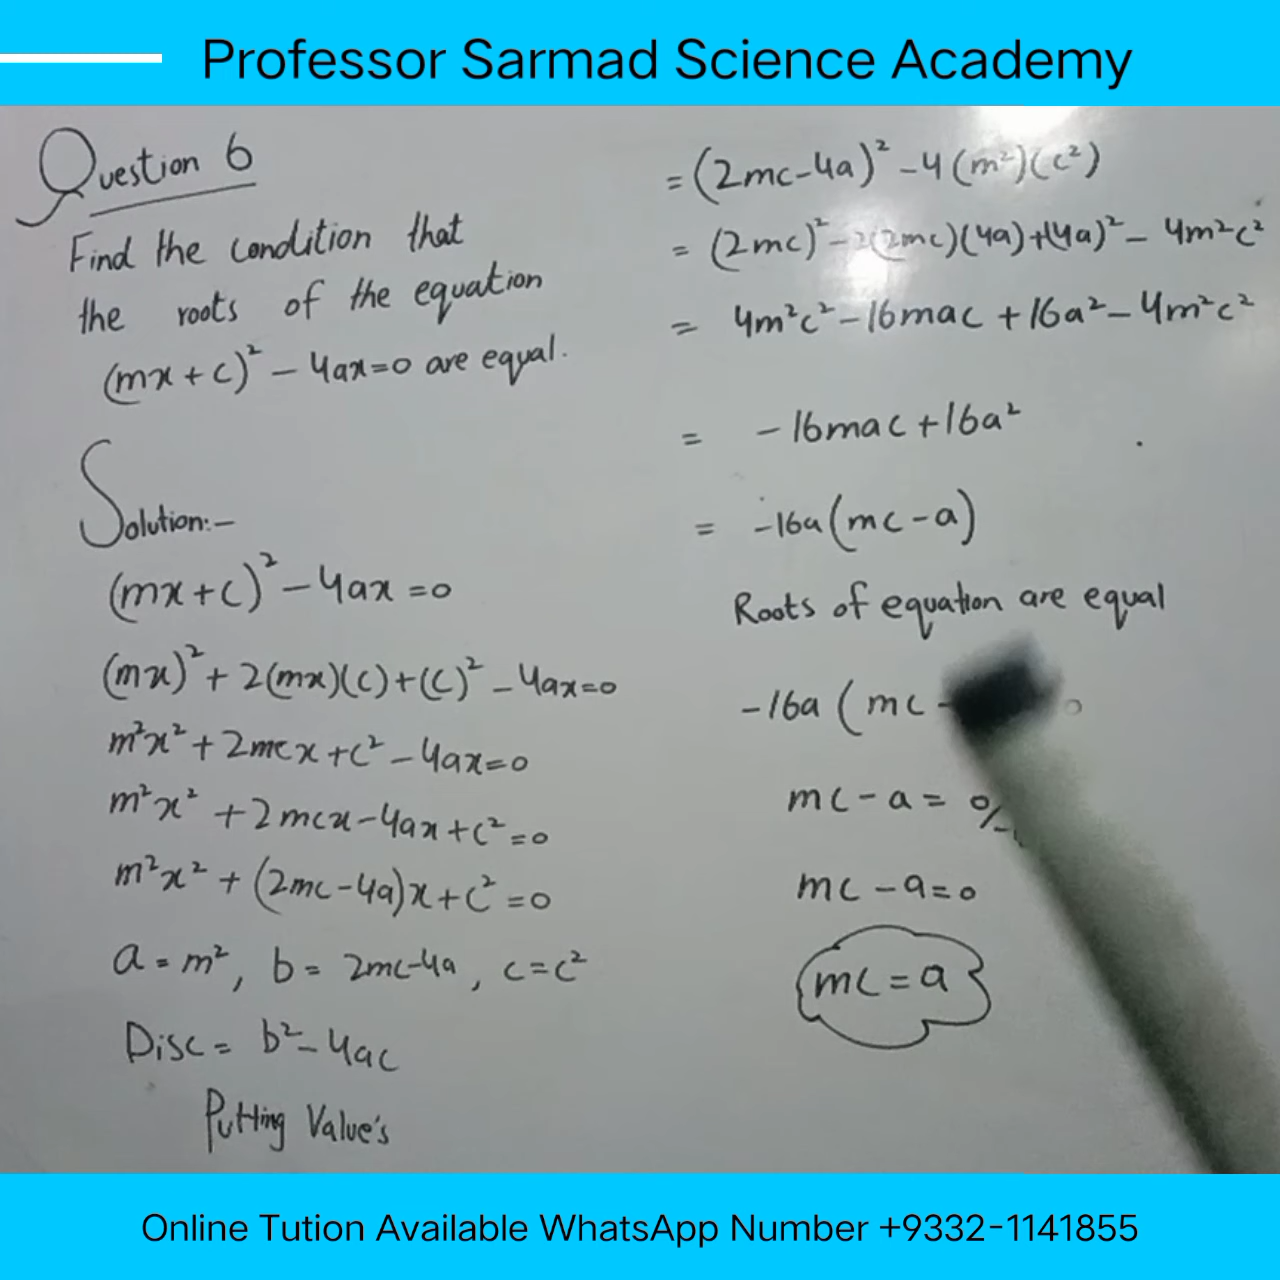 Professor Sarmad Science Academy
Question 6
Find the condition that
the roots of the equation
(mx+c)² - 4ax=0 are equal.
Solution:-
(mx+c)² - 4ax = 0
(mx)² + 2(mx)(c)+(c)² - 4ax=0
m²x² + 2mcx + c² - 4ax=0
m²x² + 2mcx - 4ax + c² = 0
m²x² + (2mc-4a)x + c² = 0
a = m², b = 2mc-4a, c = c²
Disc = b² - 4ac
Putting Value's
= (2mc-4a)² - 4(m²)(c²)
= (2mc)² - 2(2mc)(4a)+(4a)² - 4m²c²
= 4m²c² - 16mac + 16a² - 4m²c²
= - 16mac + 16a²
= -16a(mc-a)
Roots of equation are equal
-16a (mc -
mc - a = 0/-
mc - a = 0
mc = a
Online Tution Available WhatsApp Number +9332-1141855